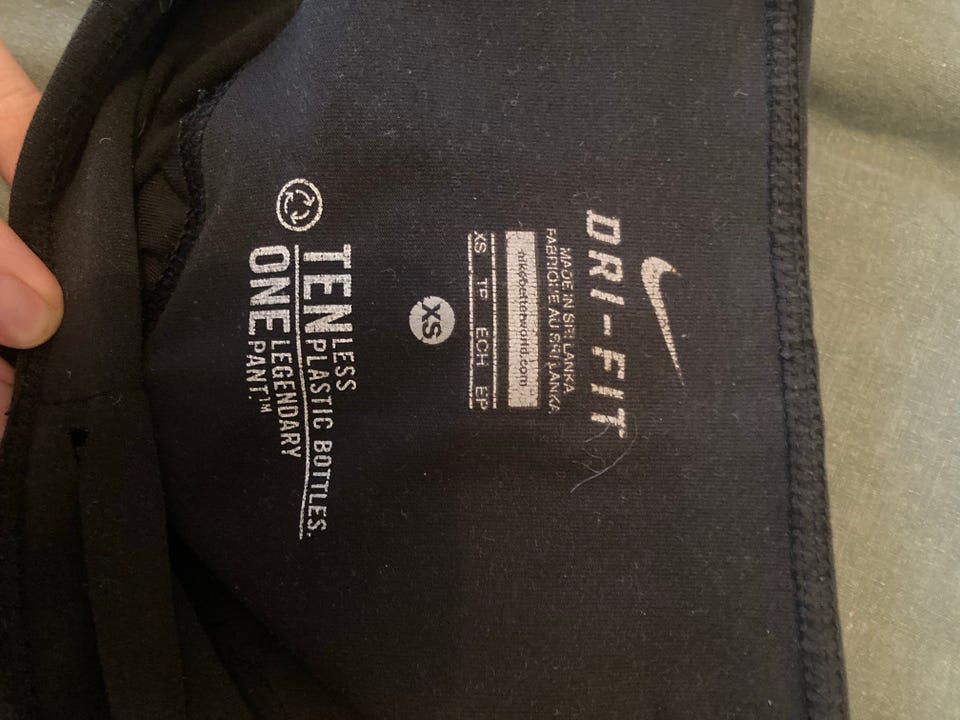 DRI-FIT
MADE IN SRI LANKA
FABRIQUE AU SRI LANKA
nikebetterworld.com
XS TP ECH EP
XS
TEN LESS
PLASTIC BOTTLES.
ONE LEGENDARY
PANT.™